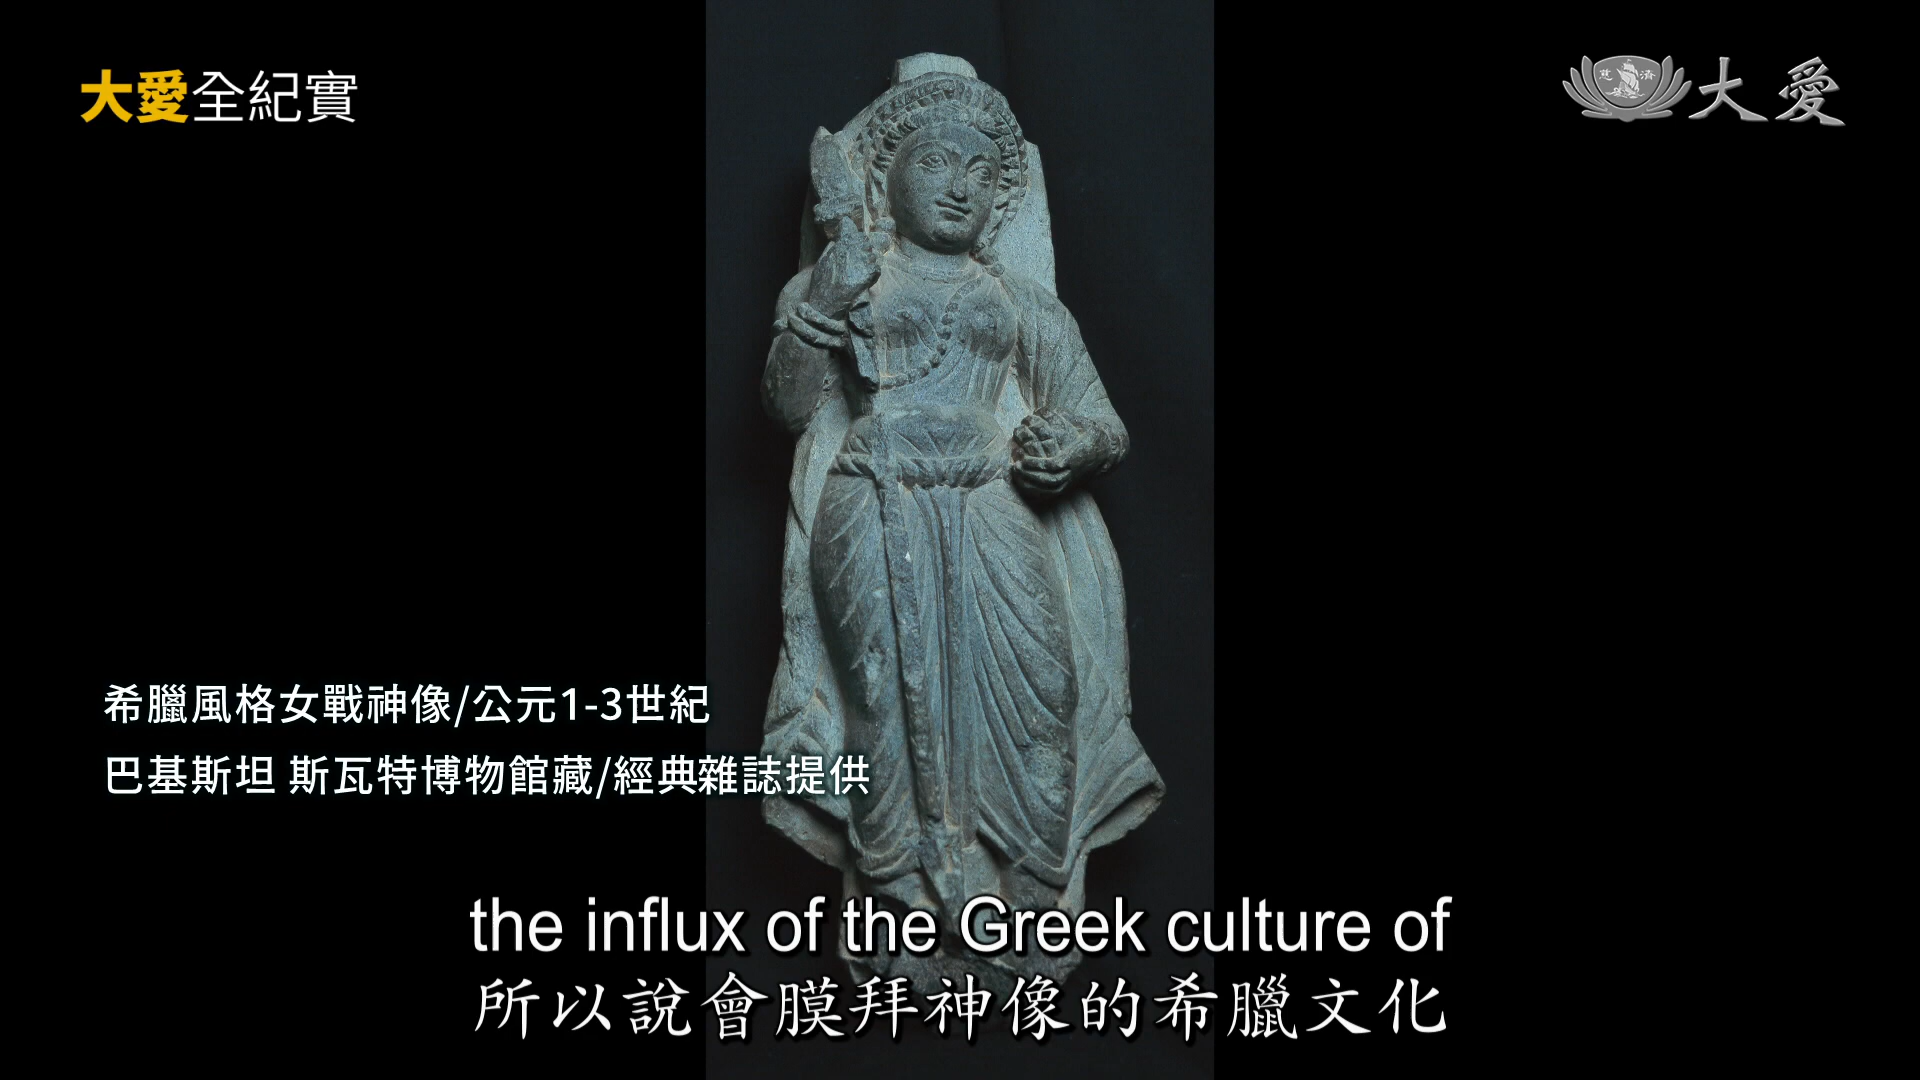 大愛全紀實
慈濟 大愛
希臘風格女戰神像/公元1-3世紀
巴基斯坦 斯瓦特博物館藏/經典雜誌提供
the influx of the Greek culture of
所以說會膜拜神像的希臘文化